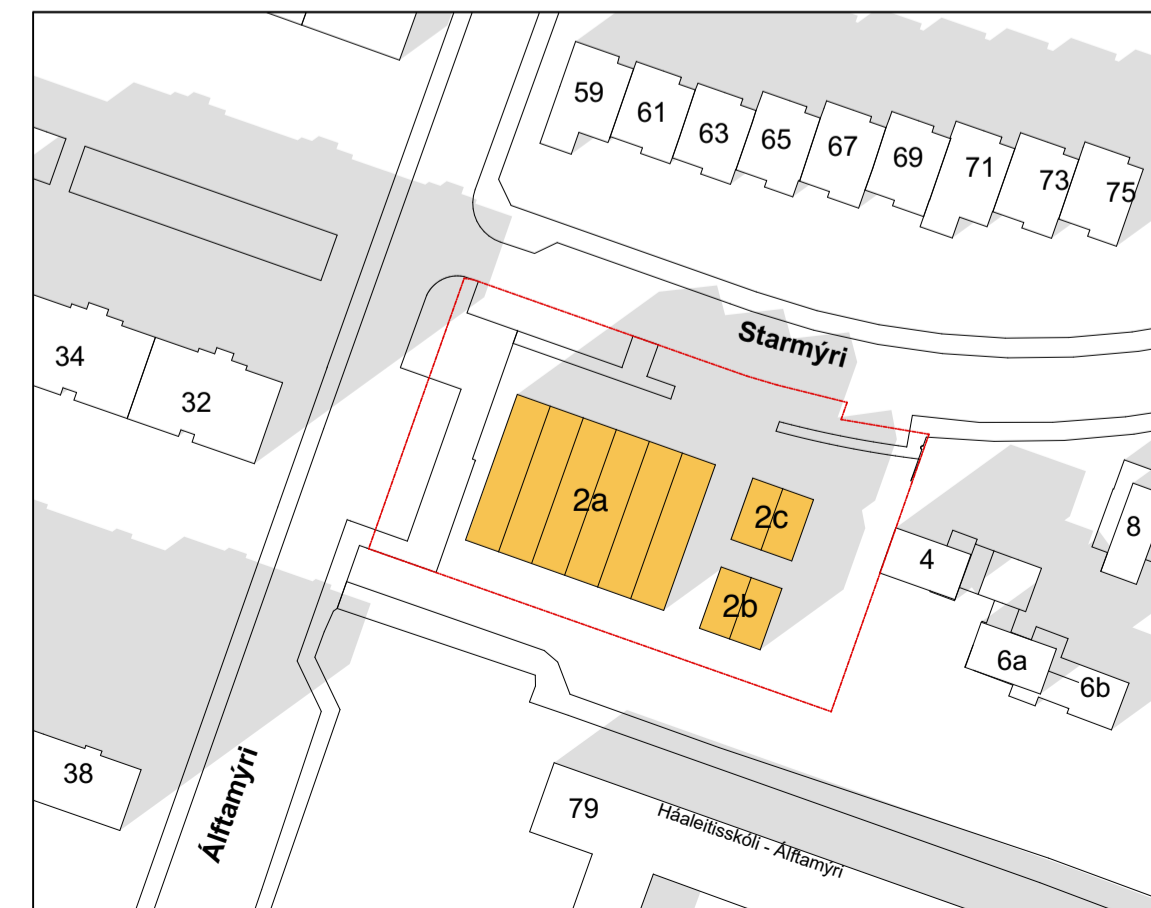 59
61
63
65
67
69
71
73
75
Starmýri
34
32
2a
2c
2b
4
8
6a
6b
38
Álftamýri
79
Háaleitisskóli - Álftamýri